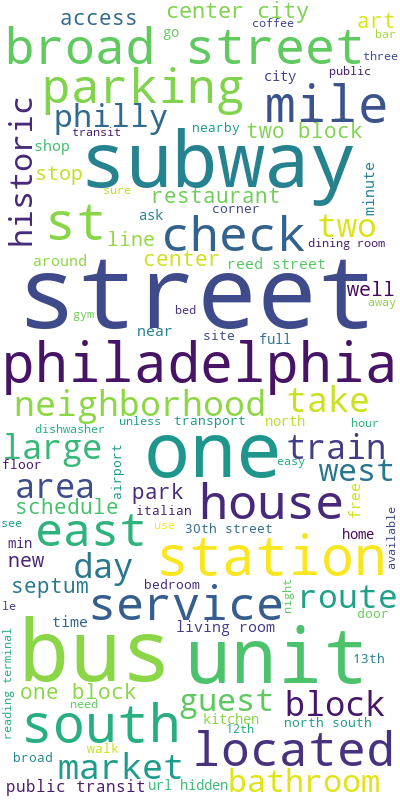 center city
access
coffee
art
go
bar
broad street
three
city
public
parking
mile
philly
transit
nearby
two block
historic
shop
subway
stop
sure
restaurant
minute
st
ask
corner
two
line
check
dining room
around
center
reed street
well
street
gym
bed
away
near
site
full
philadelphia
neighborhood
take
dishwasher
unless
transport
north
hour
large
one
train
floor
airport
easy
west
area
park
house
free
schedule
italian
30th street
available
see
east
use
home
min
new
day
station
septum
bedroom
le
service
night
route
time
living room
door
bus
unit
13th
reading terminal
one block
guest
block
need
kitchen
south
12th
north south
walk
located
broad
market
public transit
url hidden
bathroom